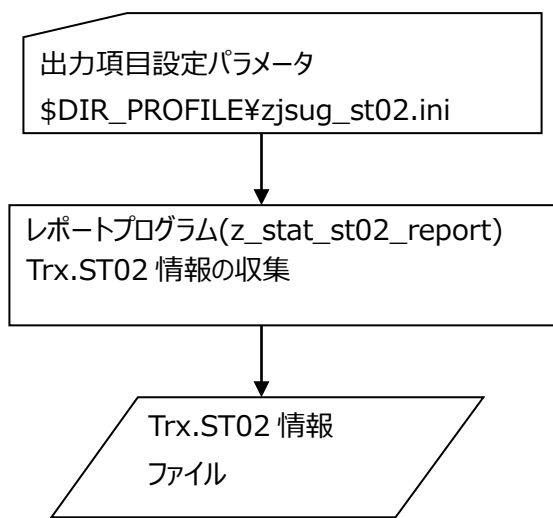 出力項目設定パラメータ
$DIR_PROFILE¥zjsug_st02.ini
レポートプログラム(z_stat_st02_report)
Trx.ST02 情報の収集
Trx.ST02 情報
ファイル